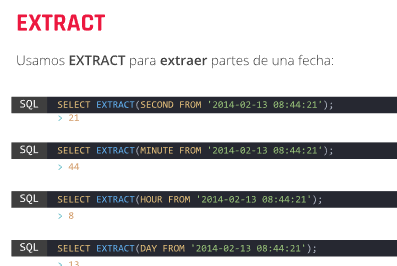 EXTRACT
Usamos EXTRACT para extraer partes de una fecha:
SQL SELECT EXTRACT(SECOND FROM '2014-02-13 08:44:21');
> 21
SQL SELECT EXTRACT(MINUTE FROM '2014-02-13 08:44:21');
> 44
SQL SELECT EXTRACT(HOUR FROM '2014-02-13 08:44:21');
> 8
SQL SELECT EXTRACT(DAY FROM '2014-02-13 08:44:21');
> 13